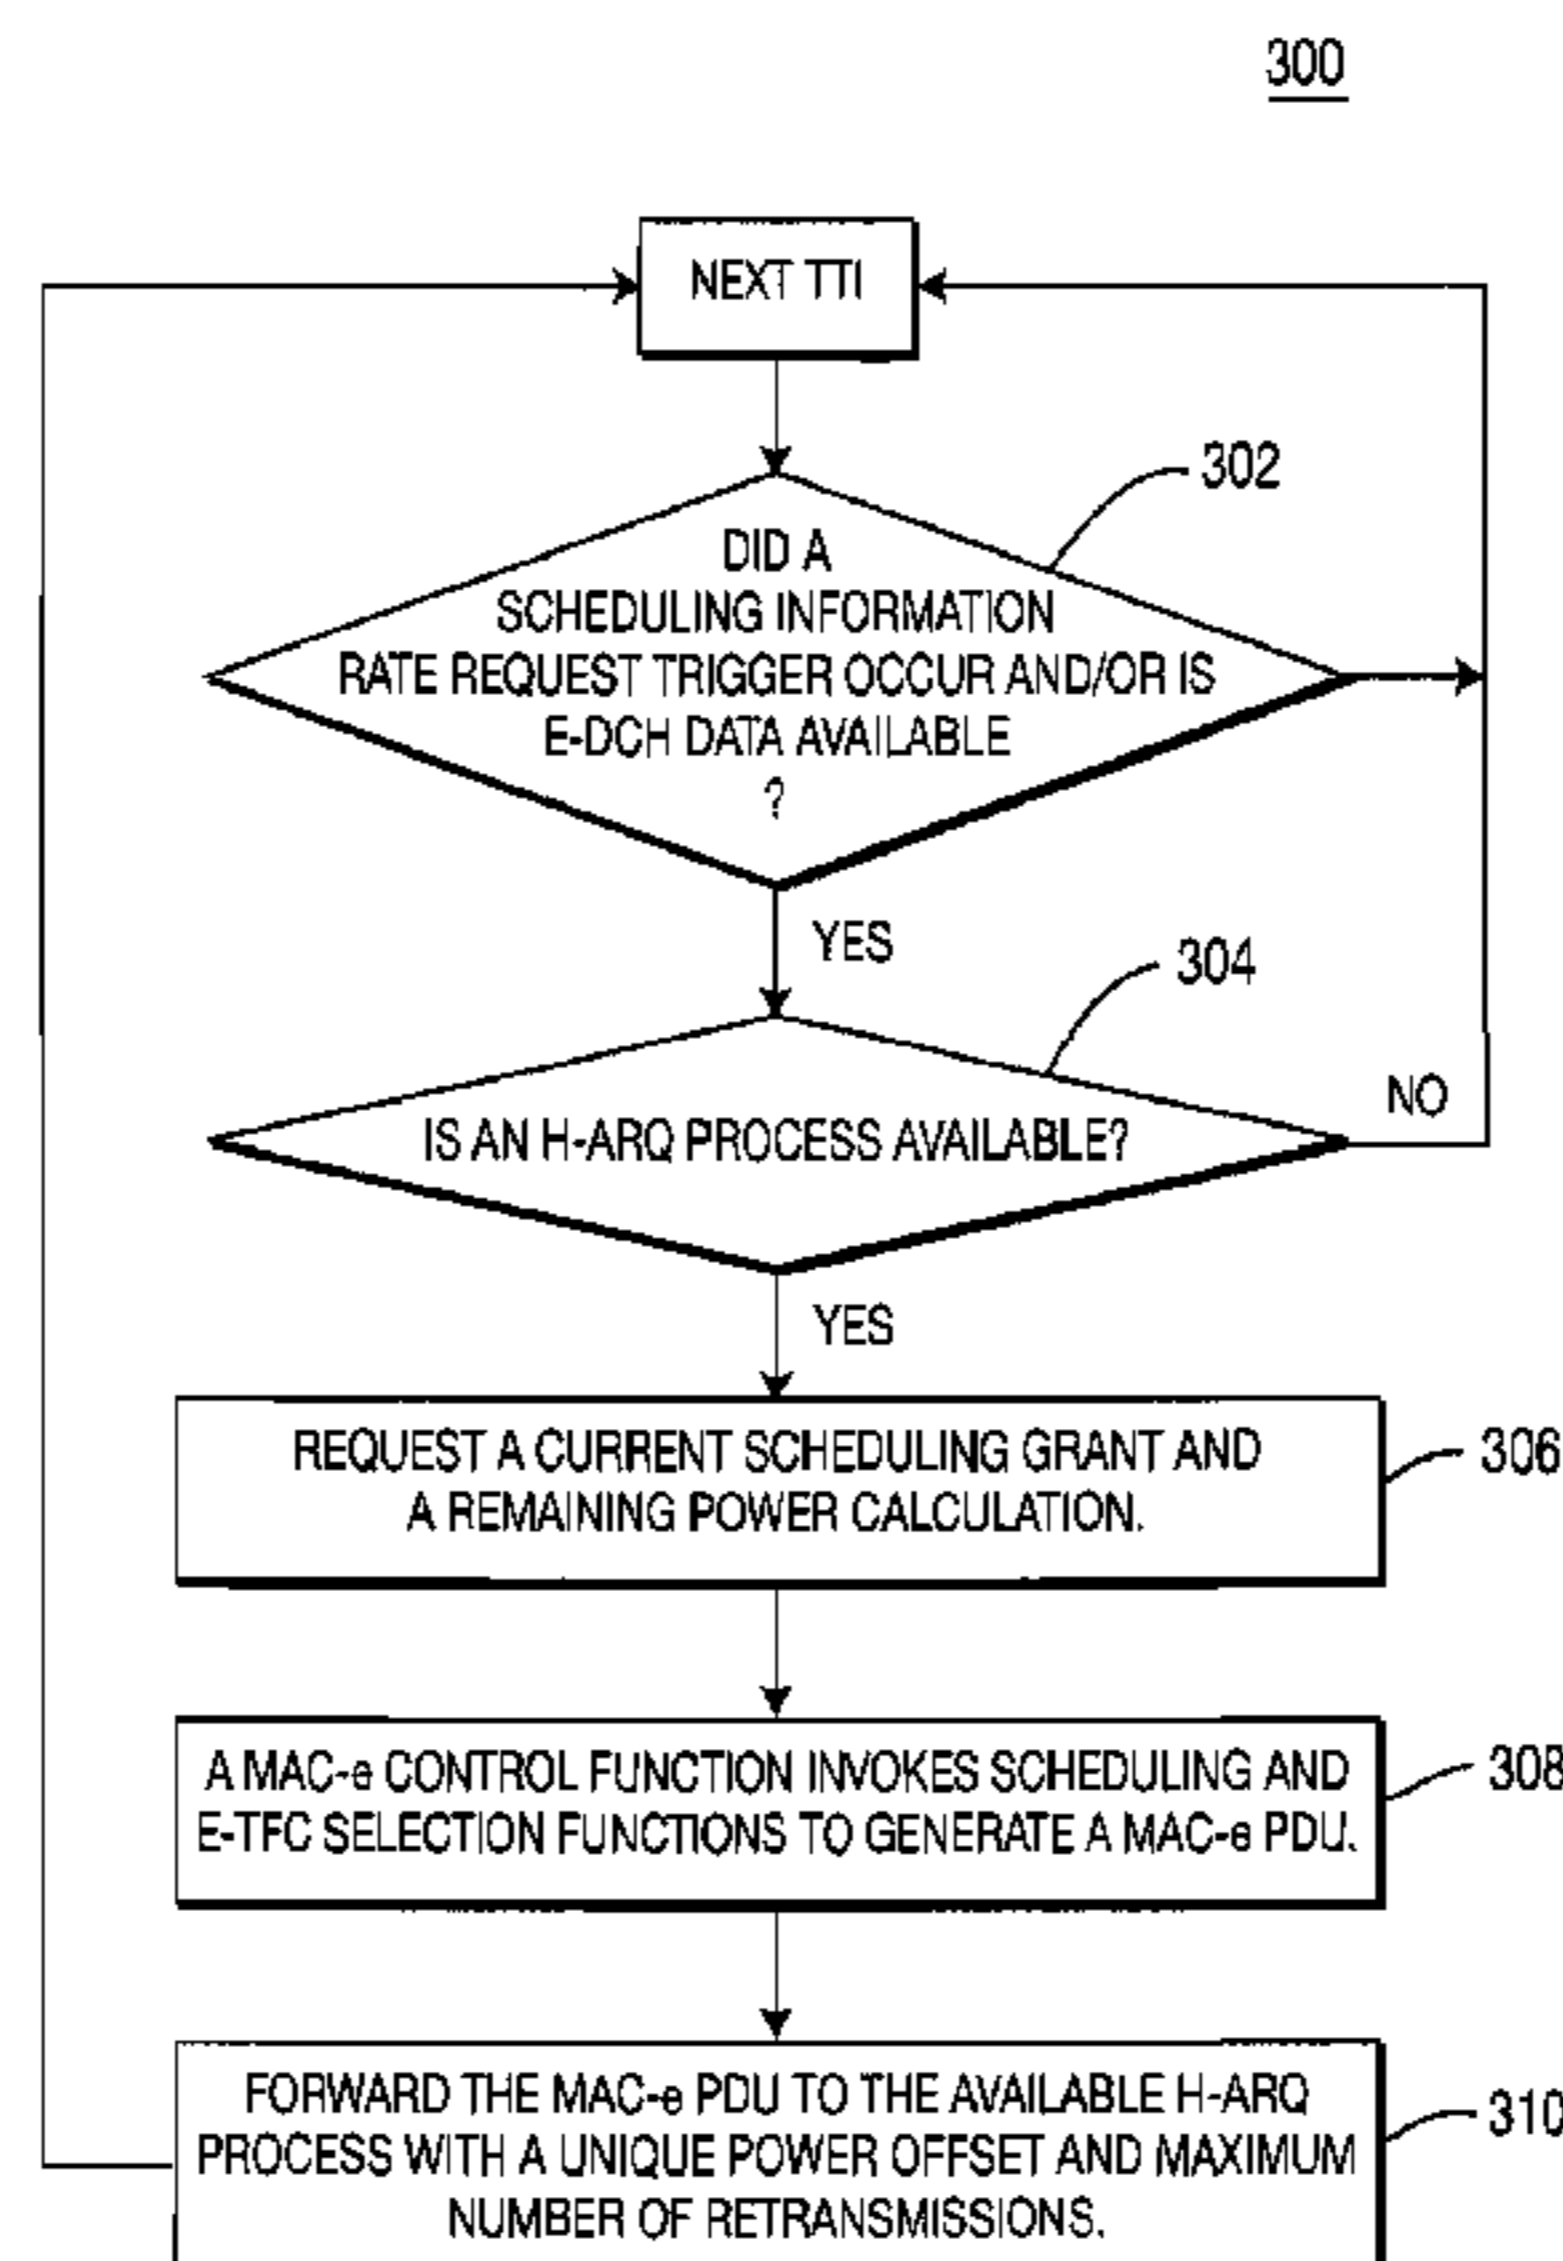 300
NEXT TTI
302
DID A
SCHEDULING INFORMATION
RATE REQUEST TRIGGER OCCUR AND/OR IS
E-DCH DATA AVAILABLE
?
YES
304
IS AN H-ARQ PROCESS AVAILABLE?
NO
YES
REQUEST A CURRENT SCHEDULING GRANT AND
A REMAINING POWER CALCULATION.
306
A MAC-e CONTROL FUNCTION INVOKES SCHEDULING AND
E-TFC SELECTION FUNCTIONS TO GENERATE A MAC-e PDU.
308
FORWARD THE MAC-e PDU TO THE AVAILABLE H-ARQ
PROCESS WITH A UNIQUE POWER OFFSET AND MAXIMUM
NUMBER OF RETRANSMISSIONS.
310